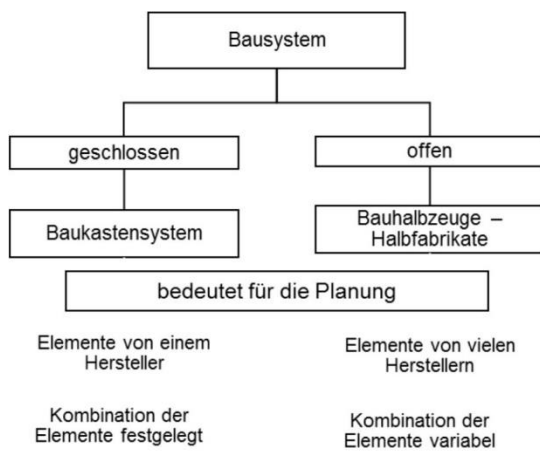 Bausystem
geschlossen
offen
Baukastensystem
Bauhalbzeuge –
Halbfabrikate
bedeutet für die Planung
Elemente von einem
Hersteller
Elemente von vielen
Herstellern
Kombination der
Elemente festgelegt
Kombination der
Elemente variabel